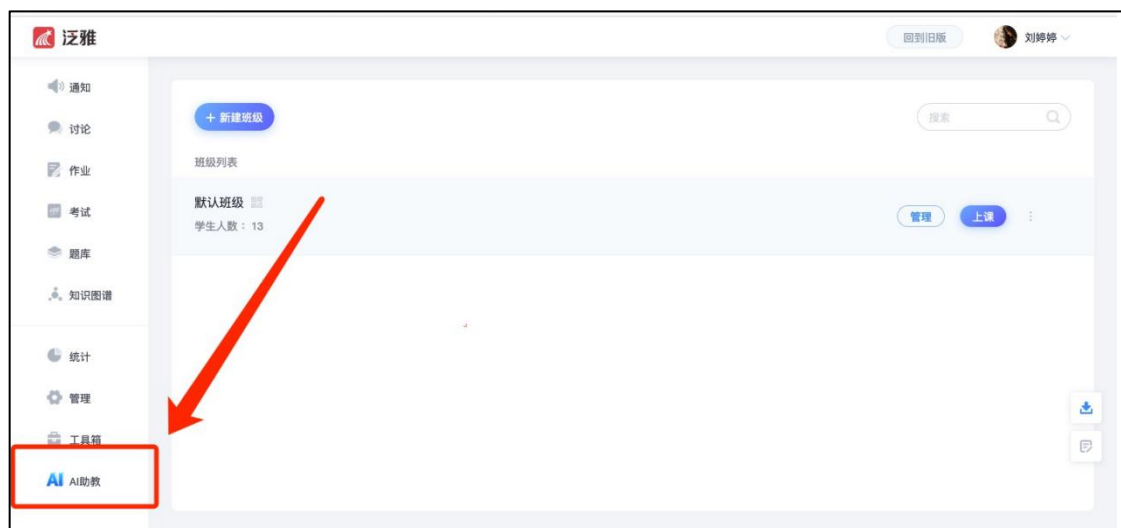 泛雅
回到旧版
刘婷婷
通知
讨论
作业
考试
题库
知识图谱
统计
管理
工具箱
AI AI助教
+ 新建班级
搜索
班级列表
默认班级
学生人数：13
管理
上课